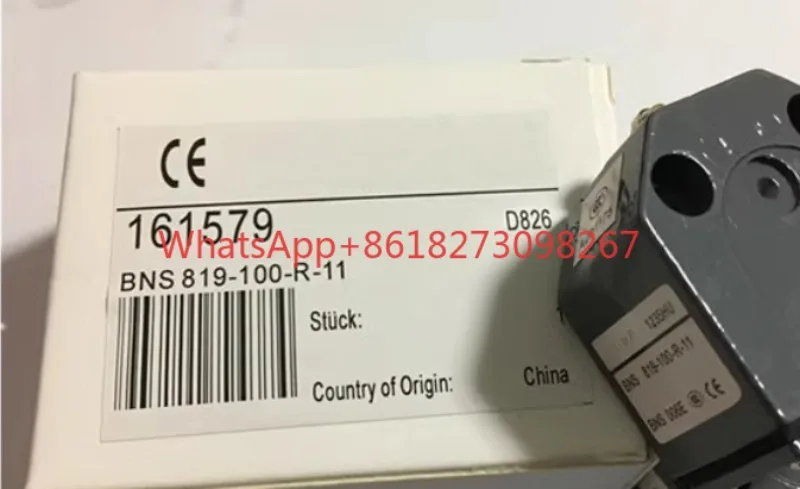 CE
161579
D826
WhatsApp+8618273098267
BNS 819-100-R-11
Stück:
Country of Origin:
China
1235HU
BNS 819-100-R-11
BNS
CE